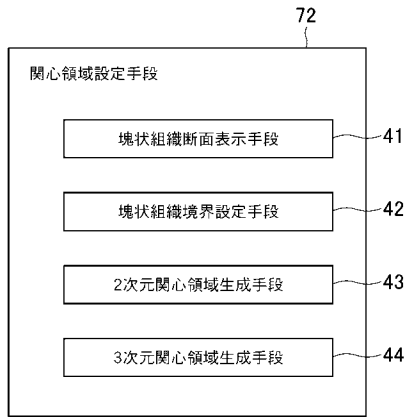 72
関心領域設定手段
塊状組織断面表示手段 41
塊状組織境界設定手段 42
2次元関心領域生成手段 43
3次元関心領域生成手段 44